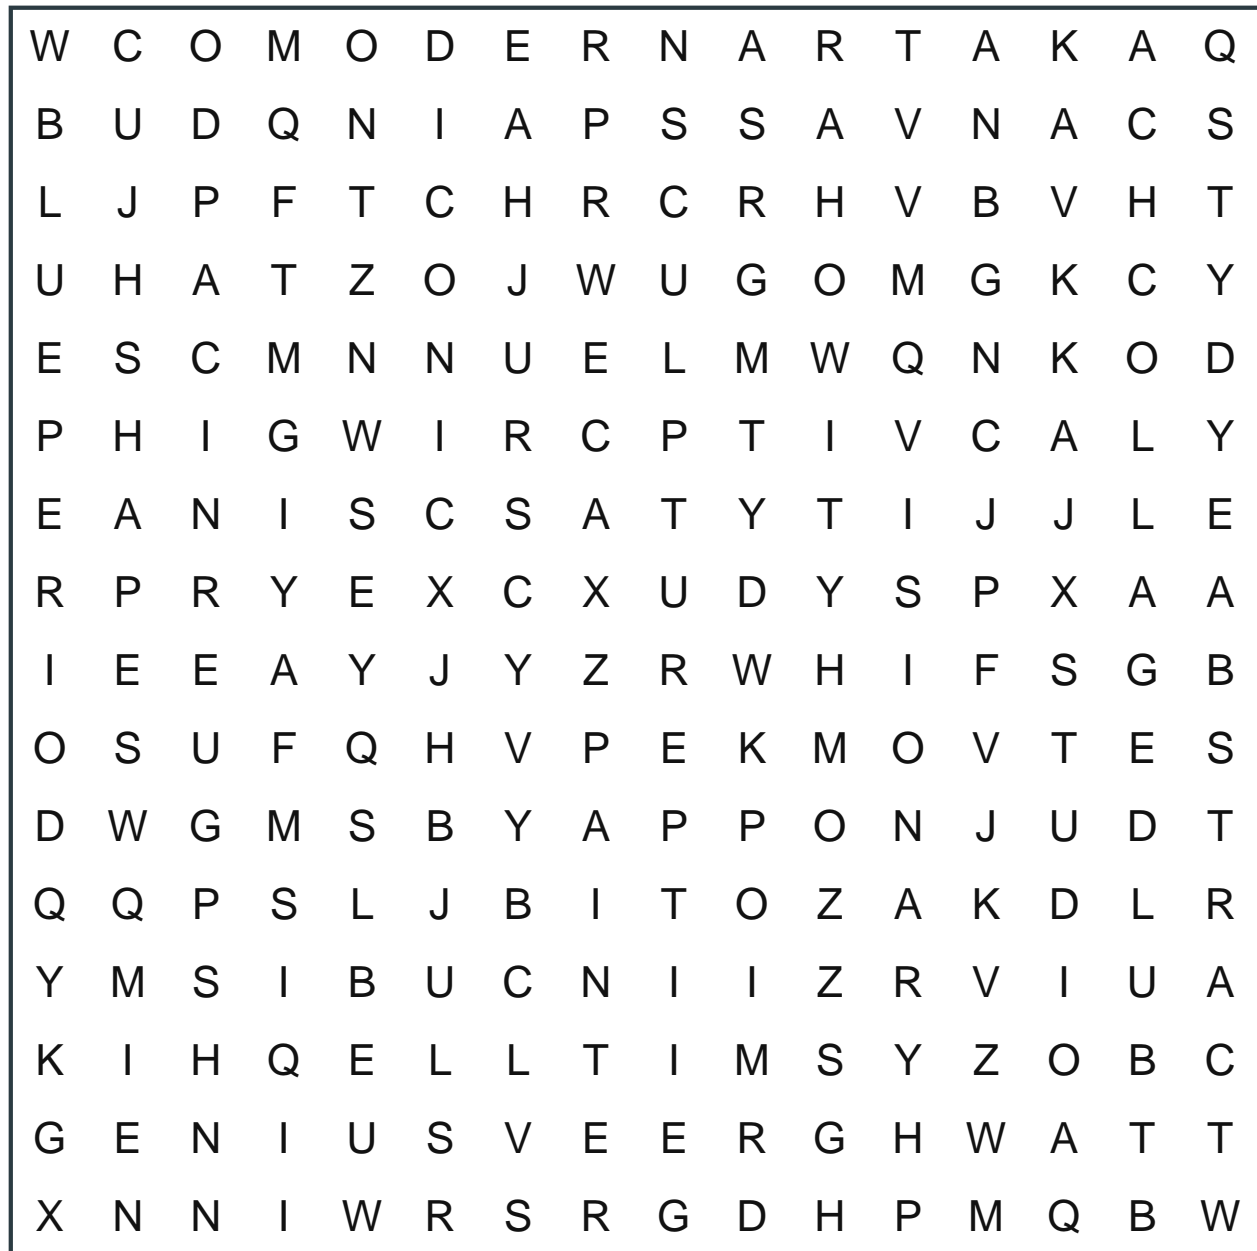 W C O M O D E R N A R T A K A Q
B U D Q N I A P S S A V N A C S
L J P F T C H R C R H V B V H T
U H A T Z O J W U G O M G K C Y
E S C M N N U E L M W Q N K O D
P H I G W I R C P T I V C A L Y
E A N I S C S A T Y T I J J L E
R P R Y E X C X U D Y S P X A A
I E E A Y J Y Z R W H I F S G B
O S U F Q H V P E K M O V T E S
D W G M S B Y A P P O N J U D T
Q Q P S L J B I T O Z A K D L R
Y M S I B U C N I I Z R V I U A
K I H Q E L L T I M S Y Z O B C
G E N I U S V E E R G H W A T T
X N N I W R S R G D H P M Q B W